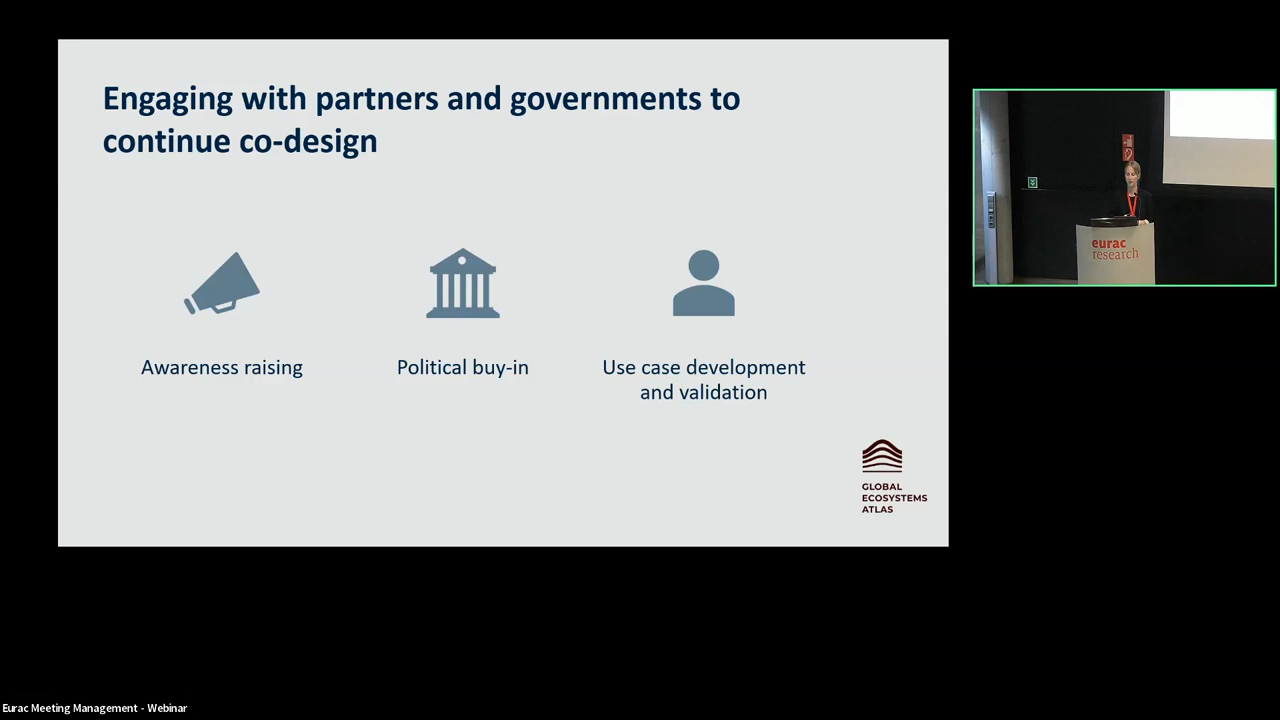 Engaging with partners and governments to
continue co-design
Awareness raising
Political buy-in
Use case development
and validation
GLOBAL
ECOSYSTEMS
ATLAS
eurac
research
Eurac Meeting Management - Webinar